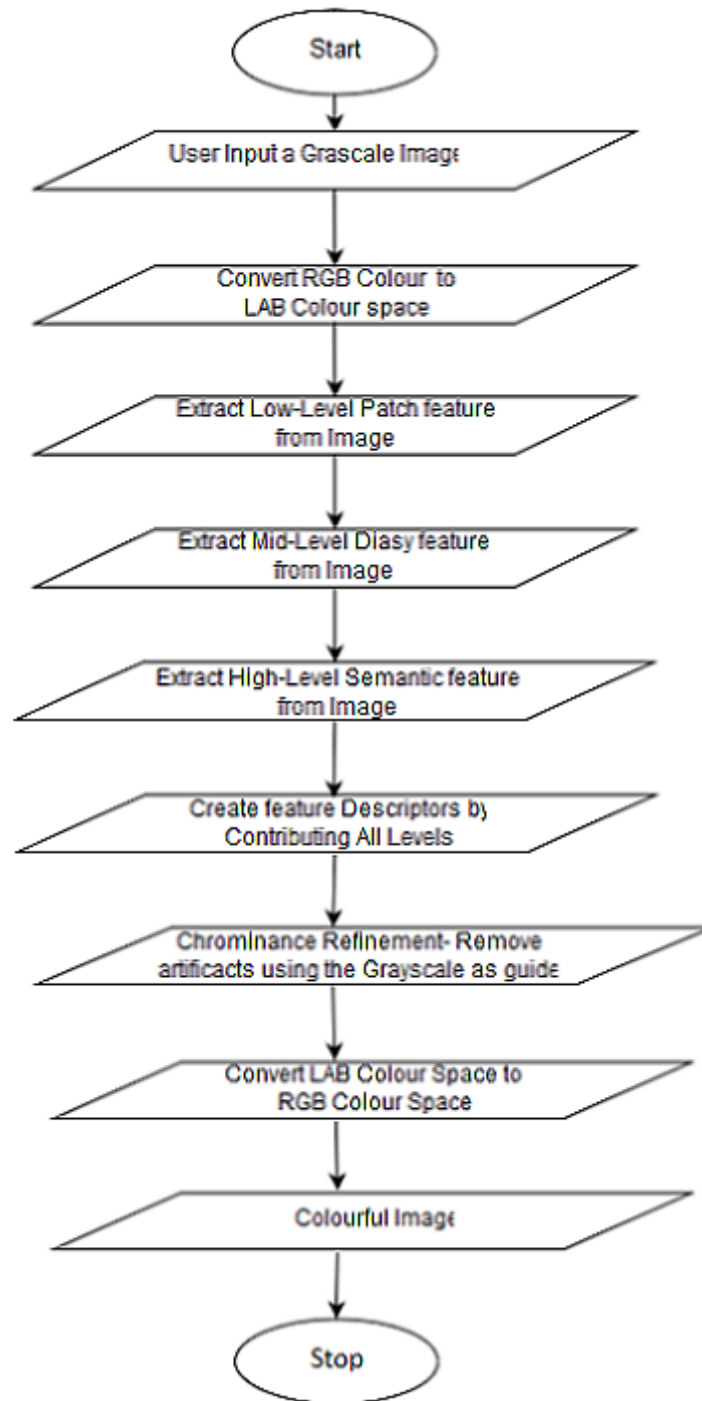 Start
User Input a Grascale Image
Convert RGB Colour to
LAB Colour space
Extract Low-Level Patch feature
from Image
Extract Mid-Level Diasy feature
from Image
Extract High-Level Semantic feature
from Image
Create feature Descriptors by
Contributing All Levels
Chrominance Refinement- Remove
artificacts using the Grayscale as guide
Convert LAB Colour Space to
RGB Colour Space
Colourful Image
Stop